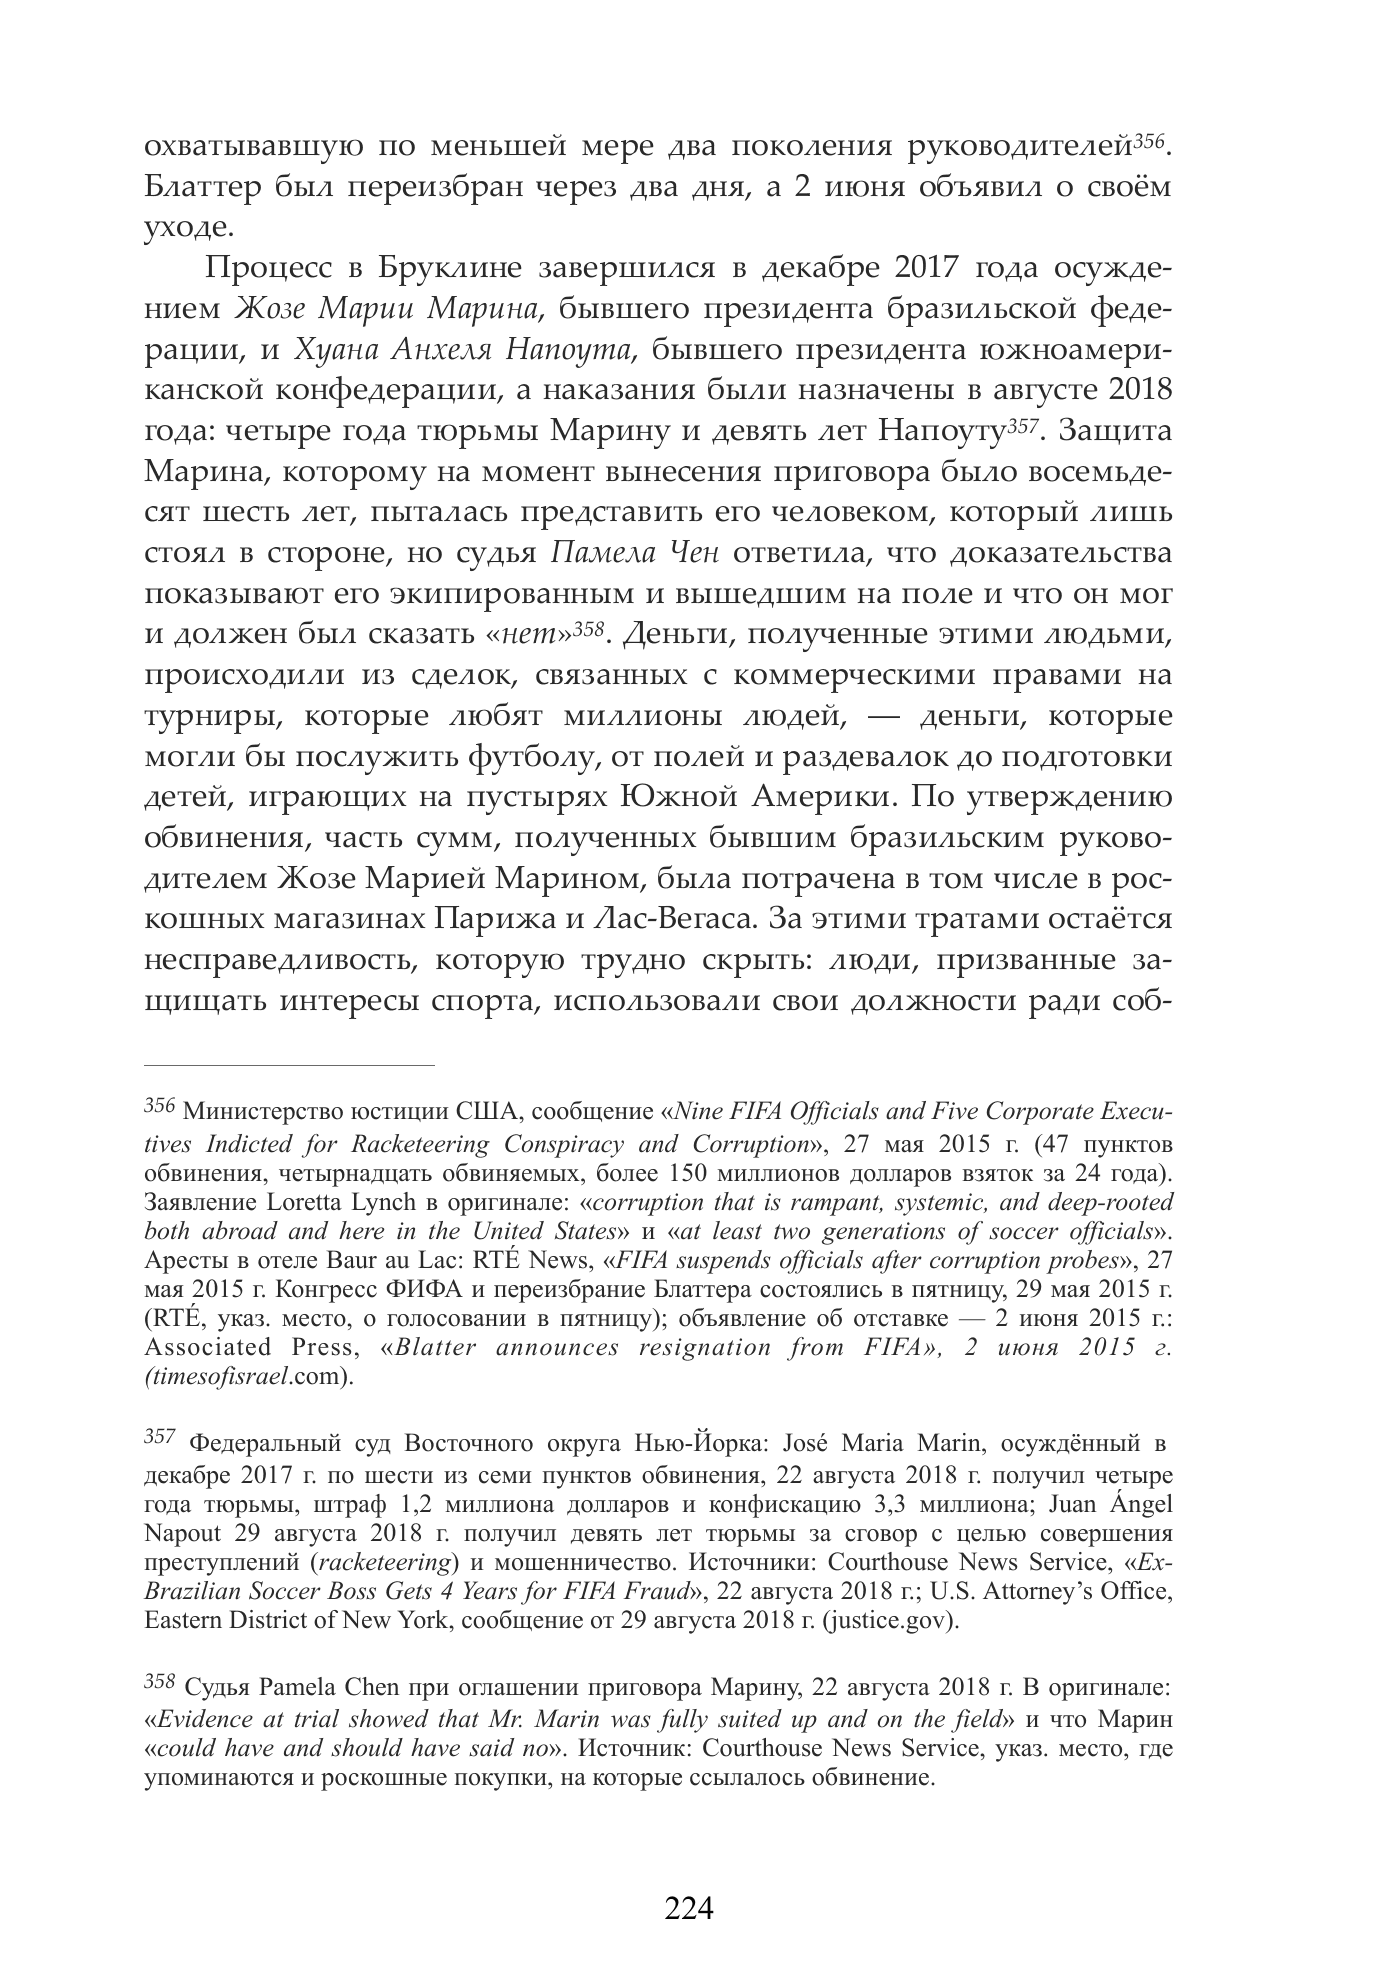 охватывавшую по меньшей мере два поколения руководителей356.
Блаттер был переизбран через два дня, а 2 июня объявил о своём
уходе.
Процесс в Бруклине завершился в декабре 2017 года осужде-
нием Жозе Марии Марина, бывшего президента бразильской феде-
рации, и Хуана Анхеля Напоута, бывшего президента южноамери-
канской конфедерации, а наказания были назначены в августе 2018
года: четыре года тюрьмы Марину и девять лет Напоуту357. Защита
Марина, которому на момент вынесения приговора было восемьде-
сят шесть лет, пыталась представить его человеком, который лишь
стоял в стороне, но судья Памела Чен ответила, что доказательства
показывают его экипированным и вышедшим на поле и что он мог
и должен был сказать «нет»358. Деньги, полученные этими людьми,
происходили из сделок, связанных с коммерческими правами на
турниры, которые любят миллионы людей, — деньги, которые
могли бы послужить футболу, от полей и раздевалок до подготовки
детей, играющих на пустырях Южной Америки. По утверждению
обвинения, часть сумм, полученных бывшим бразильским руково-
дителем Жозе Марией Марином, была потрачена в том числе в рос-
кошных магазинах Парижа и Лас-Вегаса. За этими тратами остаётся
несправедливость, которую трудно скрыть: люди, призванные за-
щищать интересы спорта, использовали свои должности ради соб-
356 Министерство юстиции США, сообщение «Nine FIFA Officials and Five Corporate Execu-
tives Indicted for Racketeering Conspiracy and Corruption», 27 мая 2015 г. (47 пунктов
обвинения, четырнадцать обвиняемых, более 150 миллионов долларов взяток за 24 года).
Заявление Loretta Lynch в оригинале: «corruption that is rampant, systemic, and deep-rooted
both abroad and here in the United States» и «at least two generations of soccer officials».
Аресты в отеле Baur au Lac: RTÉ News, «FIFA suspends officials after corruption probes», 27
мая 2015 г. Конгресс ФИФА и переизбрание Блаттера состоялись в пятницу, 29 мая 2015 г.
(RTÉ, указ. место, о голосовании в пятницу); объявление об отставке — 2 июня 2015 г.:
Associated Press, «Blatter announces resignation from FIFA», 2 июня 2015 г.
(timesofisrael.com).
357 Федеральный суд Восточного округа Нью-Йорка: José Maria Marin, осуждённый в
декабре 2017 г. по шести из семи пунктов обвинения, 22 августа 2018 г. получил четыре
года тюрьмы, штраф 1,2 миллиона долларов и конфискацию 3,3 миллиона; Juan Ángel
Napout 29 августа 2018 г. получил девять лет тюрьмы за сговор с целью совершения
преступлений (racketeering) и мошенничество. Источники: Courthouse News Service, «Ex-
Brazilian Soccer Boss Gets 4 Years for FIFA Fraud», 22 августа 2018 г.; U.S. Attorney’s Office,
Eastern District of New York, сообщение от 29 августа 2018 г. (justice.gov).
358 Судья Pamela Chen при оглашении приговора Марину, 22 августа 2018 г. В оригинале:
«Evidence at trial showed that Mr. Marin was fully suited up and on the field» и что Марин
«could have and should have said no». Источник: Courthouse News Service, указ. место, где
упоминаются и роскошные покупки, на которые ссылалось обвинение.
224